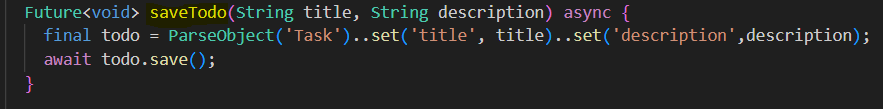 Future<void> saveTodo(String title, String description) async {
  final todo = ParseObject('Task')..set('title', title)..set('description',description);
  await todo.save();
}